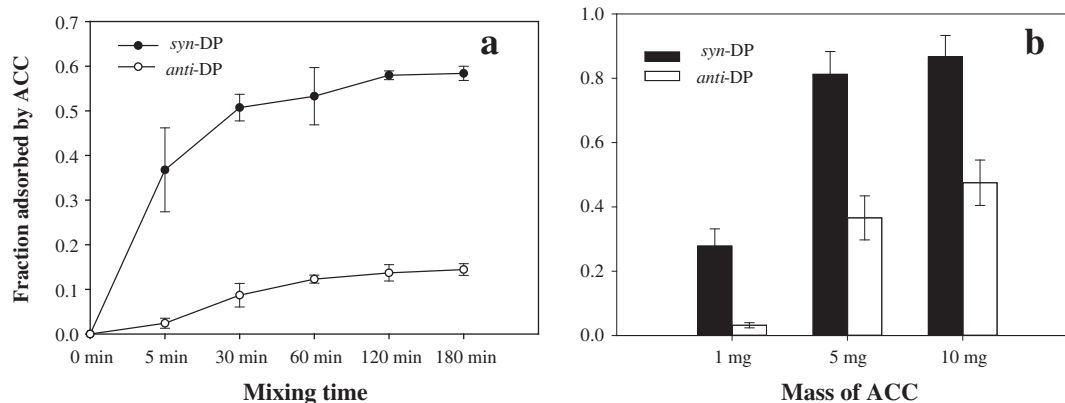 Fraction adsorbed by ACC
0.7
0.6
0.5
0.4
0.3
0.2
0.1
0.0
syn-DP
anti-DP
a
0 min
5 min
30 min
60 min
120 min
180 min
Mixing time
1.0
0.8
0.6
0.4
0.2
0.0
syn-DP
anti-DP
b
1 mg
5 mg
10 mg
Mass of ACC